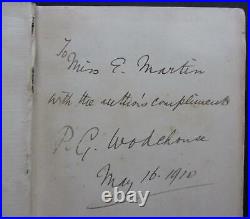 To
Miss E. Martin
with the author's compliments
P. G. Wodehouse
May 16. 1910